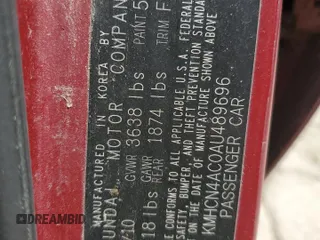 MANUFACTURED IN KOREA BY
UNDAI MOTOR COMPAN
/10 GVWR 3638 lbs PAINT 5
18 lbs GAWR REAR 1874 lbs TRIM F
E CONFORMS TO ALL APPLICABLE U.S.A. FEDERAL
SAFETY, BUMPER, AND THEFT PREVENTION STANDA
ON THE DATE OF MANUFACTURE SHOWN ABOVE
KMHCN4AC0AU489696
PASSENGER CAR